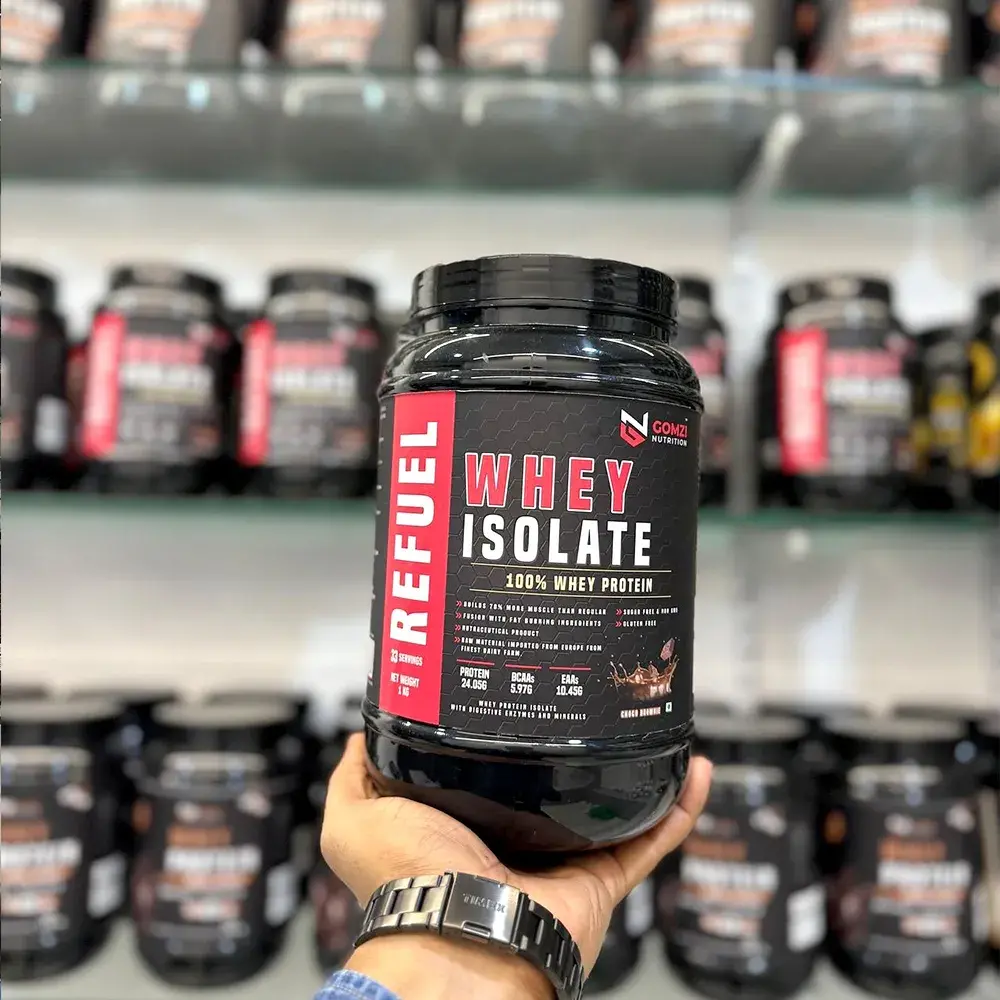 GOMZI
NUTRITION
REFUEL
WHEY
ISOLATE
100% WHEY PROTEIN
BUILDS 70% MORE MUSCLE THAN REGULAR
FUSION WITH FAT BURNING INGREDIENTS
NUTRACEUTICAL PRODUCT
RAW MATERIAL IMPORTED FROM EUROPE FROM
FINEST DAIRY FARM.
SUGAR FREE & NON GMO
GLUTEN FREE
33 SERVINGS
NET WEIGHT
1 KG
PROTEIN
24.05G
BCAAs
5.97G
EAAs
10.45G
WHEY PROTEIN ISOLATE
WITH DIGESTIVE ENZYMES AND MINERALS
CHOCO BROWNIE
TIMEX